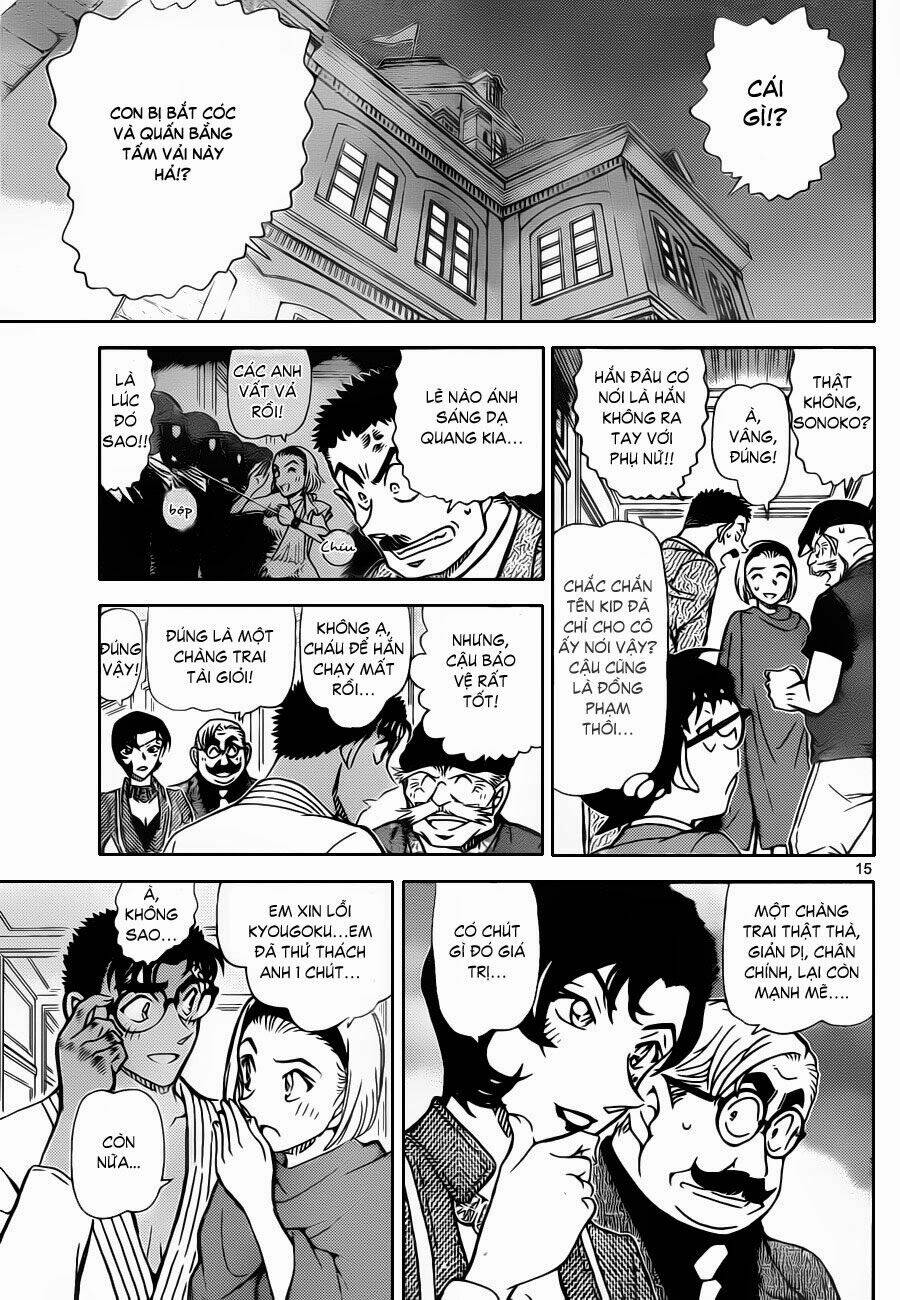 CÁI
GÌ!?
CON BỊ BẮT CÓC
VÀ QUẤN BẰNG
TẤM VẢI NÀY
HẢ!?
THẬT
KHÔNG,
SONOKO?
À,
VÂNG,
ĐÚNG!
HẮN ĐÂU CÓ
NÓI LÀ HẮN
KHÔNG RA
TAY VỚI
PHỤ NỮ!!
CHẮC CHẮN
TÊN KID ĐÃ
CHỈ CHO CÔ
ẤY NÓI VẬY?
CẬU CŨNG
LÀ ĐỒNG
PHẠM
THÔI...
LẼ NÀO ÁNH
SÁNG DẠ
QUANG KIA...
CÁC ANH
VẤT VẢ
RỒI!
LÀ
LÚC
ĐÓ
SAO!!
bóp
Chíu
NHƯNG,
CẬU BẢO
VỆ RẤT
TỐT!
KHÔNG Ạ,
CHÁU ĐỂ HẮN
CHẠY MẤT
RỒI...
ĐÚNG LÀ MỘT
CHÀNG TRAI
TÀI GIỎI!
ĐÚNG
VẬY!
15
MỘT CHÀNG
TRAI THẬT THÀ,
GIẢN DỊ, CHÂN
CHÍNH, LẠI CÒN
MẠNH MẼ....
CÓ CHÚT
GÌ ĐÓ GIÁ
TRỊ...
EM XIN LỖI
KYOUGOKU...EM
ĐÃ THỬ THÁCH
ANH 1 CHÚT...
À,
KHÔNG
SAO...
CÒN
NỮA...